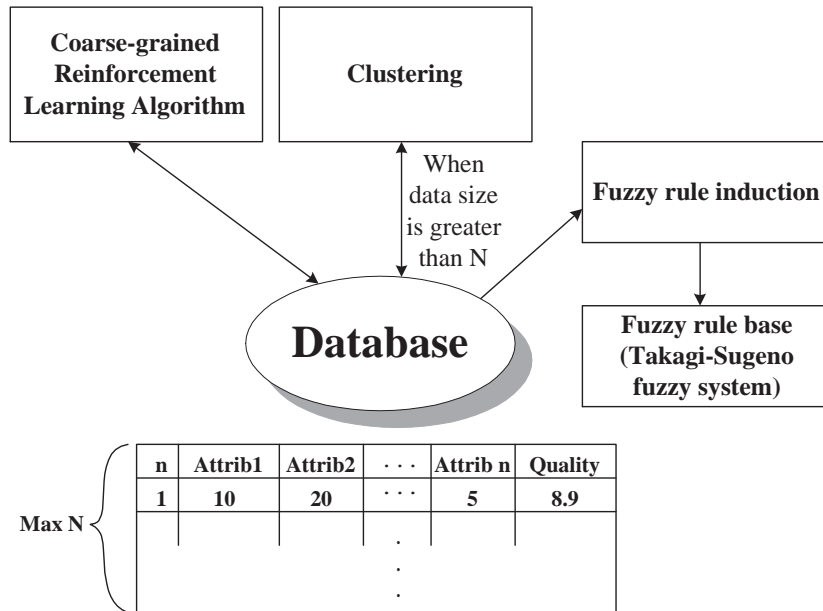 Coarse-grained
Reinforcement
Learning Algorithm
Clustering
When
data size
is greater
than N
Fuzzy rule induction
Database
Fuzzy rule base
(Takagi-Sugeno
fuzzy system)
Max N
n Attrib1 Attrib2 . . . Attrib n Quality
1 10 20 . . . 5 8.9
.
.
.